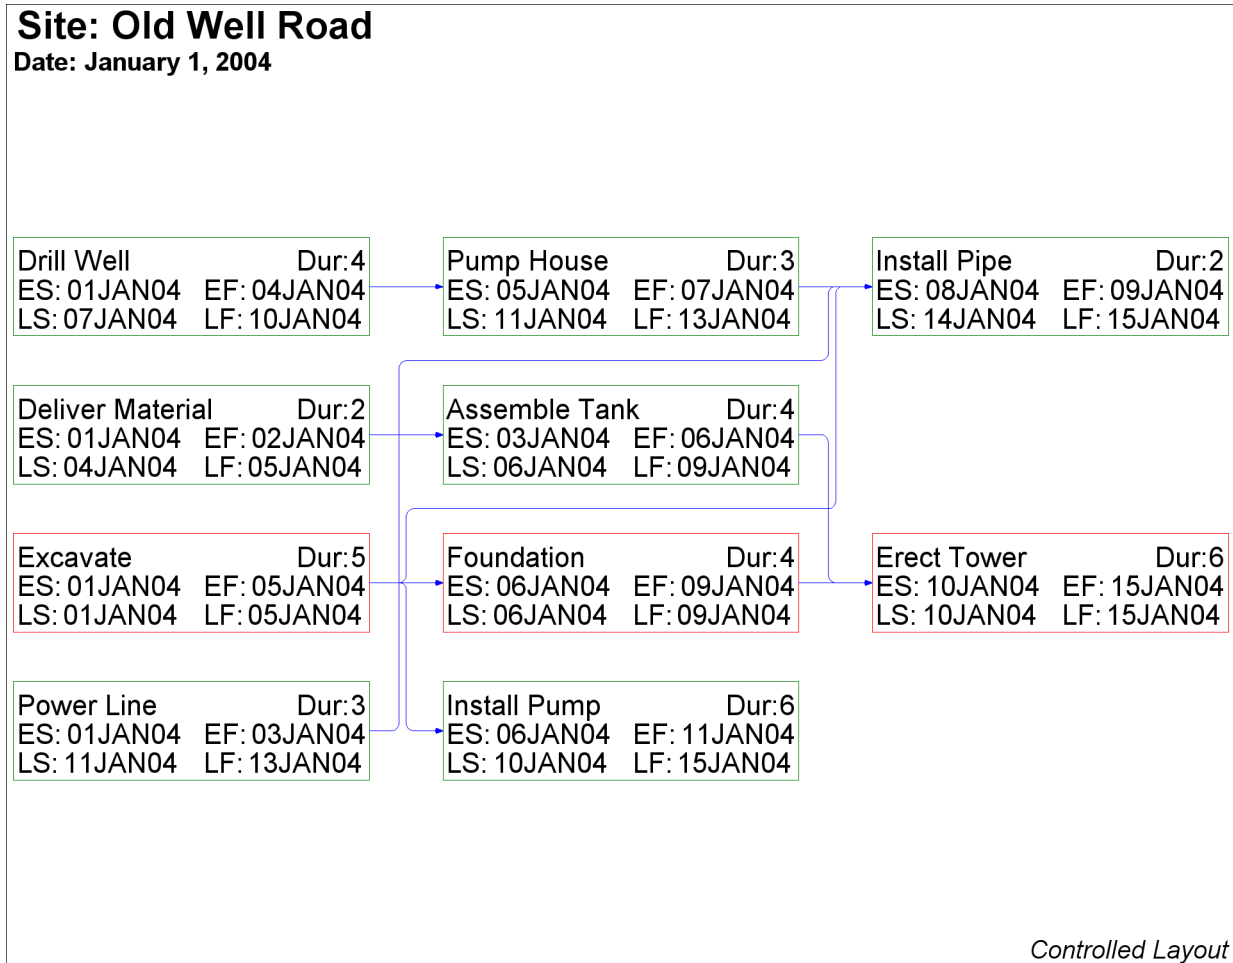 Site: Old Well Road
Date: January 1, 2004
Drill Well Dur:4
ES: 01JAN04 EF: 04JAN04
LS: 07JAN04 LF: 10JAN04
Pump House Dur:3
ES: 05JAN04 EF: 07JAN04
LS: 11JAN04 LF: 13JAN04
Install Pipe Dur:2
ES: 08JAN04 EF: 09JAN04
LS: 14JAN04 LF: 15JAN04
Deliver Material Dur:2
ES: 01JAN04 EF: 02JAN04
LS: 04JAN04 LF: 05JAN04
Assemble Tank Dur:4
ES: 03JAN04 EF: 06JAN04
LS: 06JAN04 LF: 09JAN04
Excavate Dur:5
ES: 01JAN04 EF: 05JAN04
LS: 01JAN04 LF: 05JAN04
Foundation Dur:4
ES: 06JAN04 EF: 09JAN04
LS: 06JAN04 LF: 09JAN04
Erect Tower Dur:6
ES: 10JAN04 EF: 15JAN04
LS: 10JAN04 LF: 15JAN04
Power Line Dur:3
ES: 01JAN04 EF: 03JAN04
LS: 11JAN04 LF: 13JAN04
Install Pump Dur:6
ES: 06JAN04 EF: 11JAN04
LS: 10JAN04 LF: 15JAN04
Controlled Layout